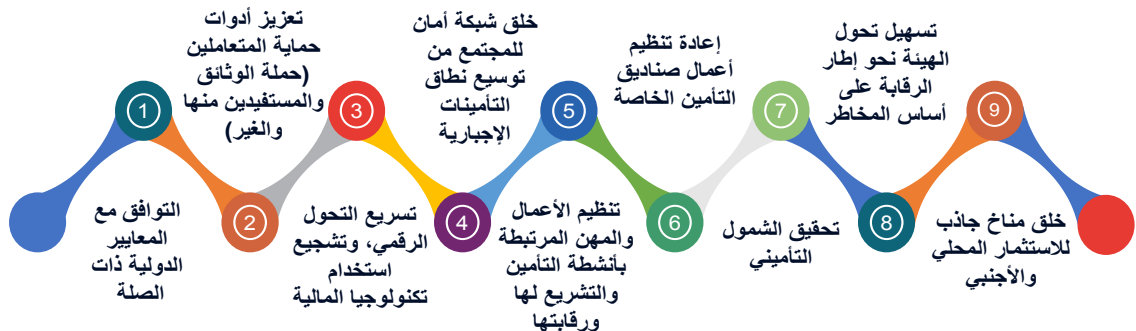 1
التوافق مع
المعايير
الدولية ذات
الصلة
2
تعزيز أدوات
حماية المتعاملين
(حملة الوثائق
والمستفيدين منها
والغير)
3
تسريع التحول
الرقمي، وتشجيع
استخدام
تكنولوجيا المالية
4
خلق شبكة أمان
للمجتمع من
توسيع نطاق
التأمينات
الإجبارية
5
تنظيم الأعمال
والمهن المرتبطة
بأنشطة التأمين
والتشريع لها
ورقابتها
6
إعادة تنظيم
أعمال صناديق
التأمين الخاصة
7
تحقيق الشمول
التأميني
8
تسهيل تحول
الهيئة نحو إطار
الرقابة على
أساس المخاطر
9
خلق مناخ جاذب
للاستثمار المحلي
والأجنبي